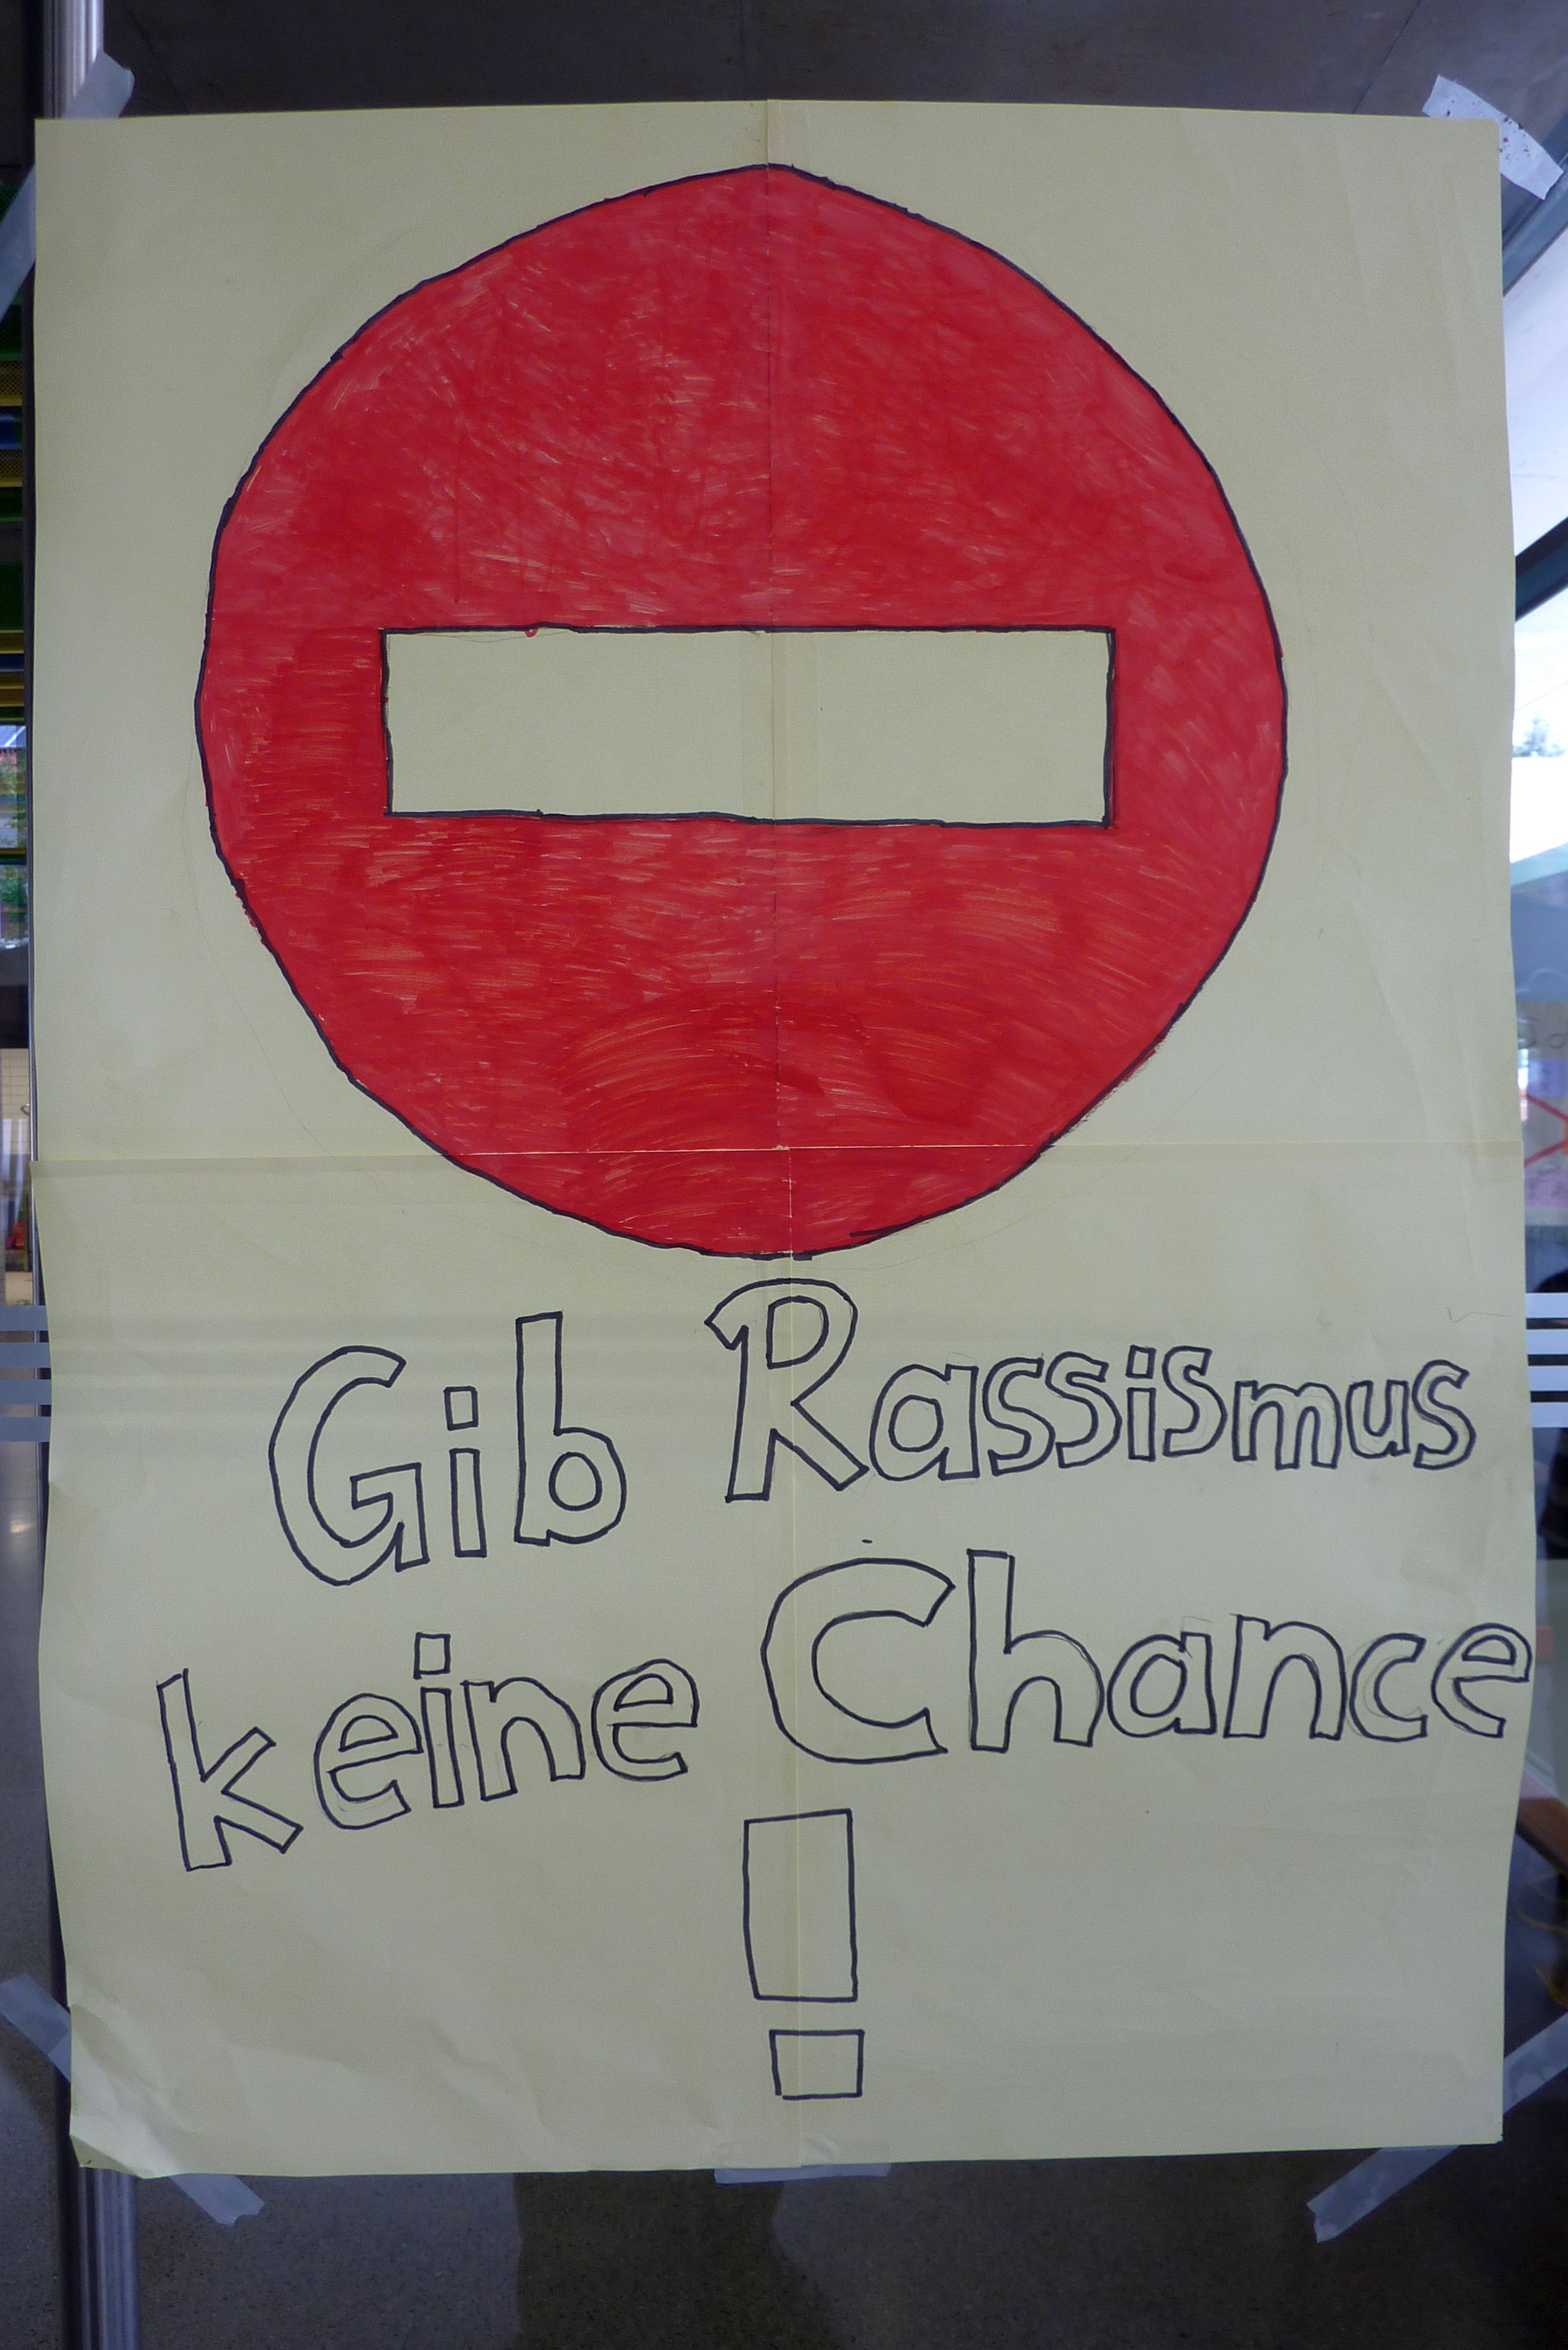 Gib Rassismus
keine Chance
!